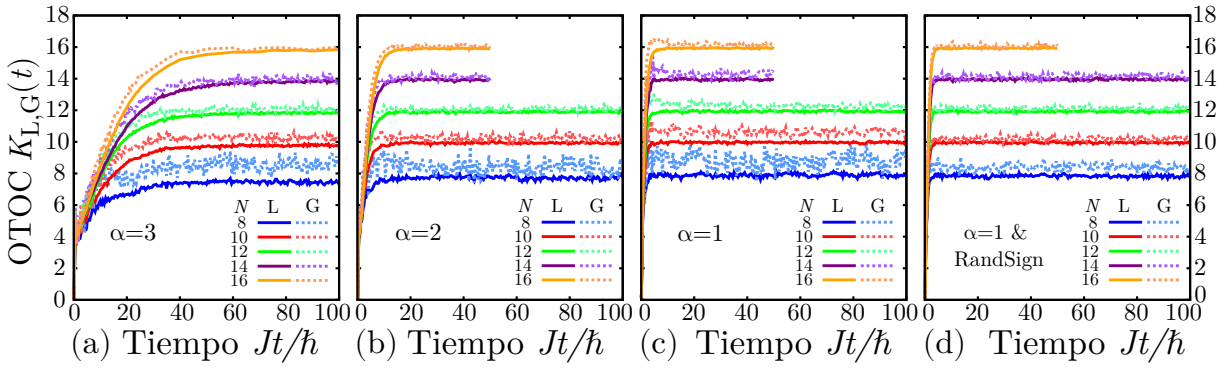 OTOC K_{L,G}(t)
18
16
14
12
10
8
6
4
2
0
N L G
8
10
12
14
16
α=3
0 20 40 60 80 100
(a) Tiempo Jt/ħ
N L G
8
10
12
14
16
α=2
0 20 40 60 80 100
(b) Tiempo Jt/ħ
N L G
8
10
12
14
16
α=1
0 20 40 60 80 100
(c) Tiempo Jt/ħ
N L G
8
10
12
14
16
α=1 &
RandSign
0 20 40 60 80 100
(d) Tiempo Jt/ħ
18
16
14
12
10
8
6
4
2
0